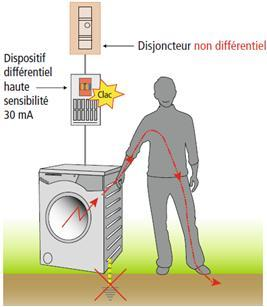 Disjoncteur non différentiel
Dispositif
différentiel
haute
sensibilité
30 mA
Clac